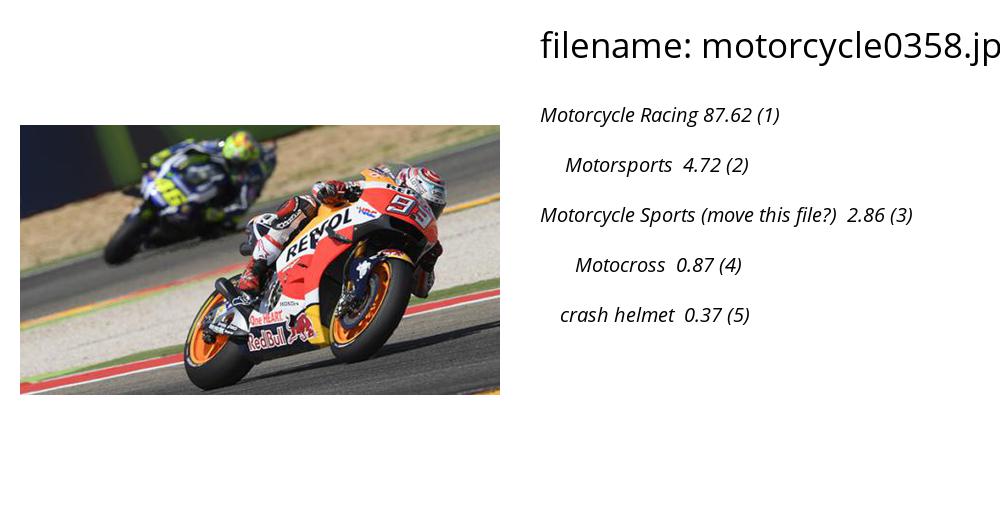 filename: motorcycle0358.jp
Motorcycle Racing 87.62 (1)
Motorsports 4.72 (2)
Motorcycle Sports (move this file?) 2.86 (3)
Motocross 0.87 (4)
crash helmet 0.37 (5)
46
REPSOL
93
HRC
HONDA
One HEART.
Red Bull